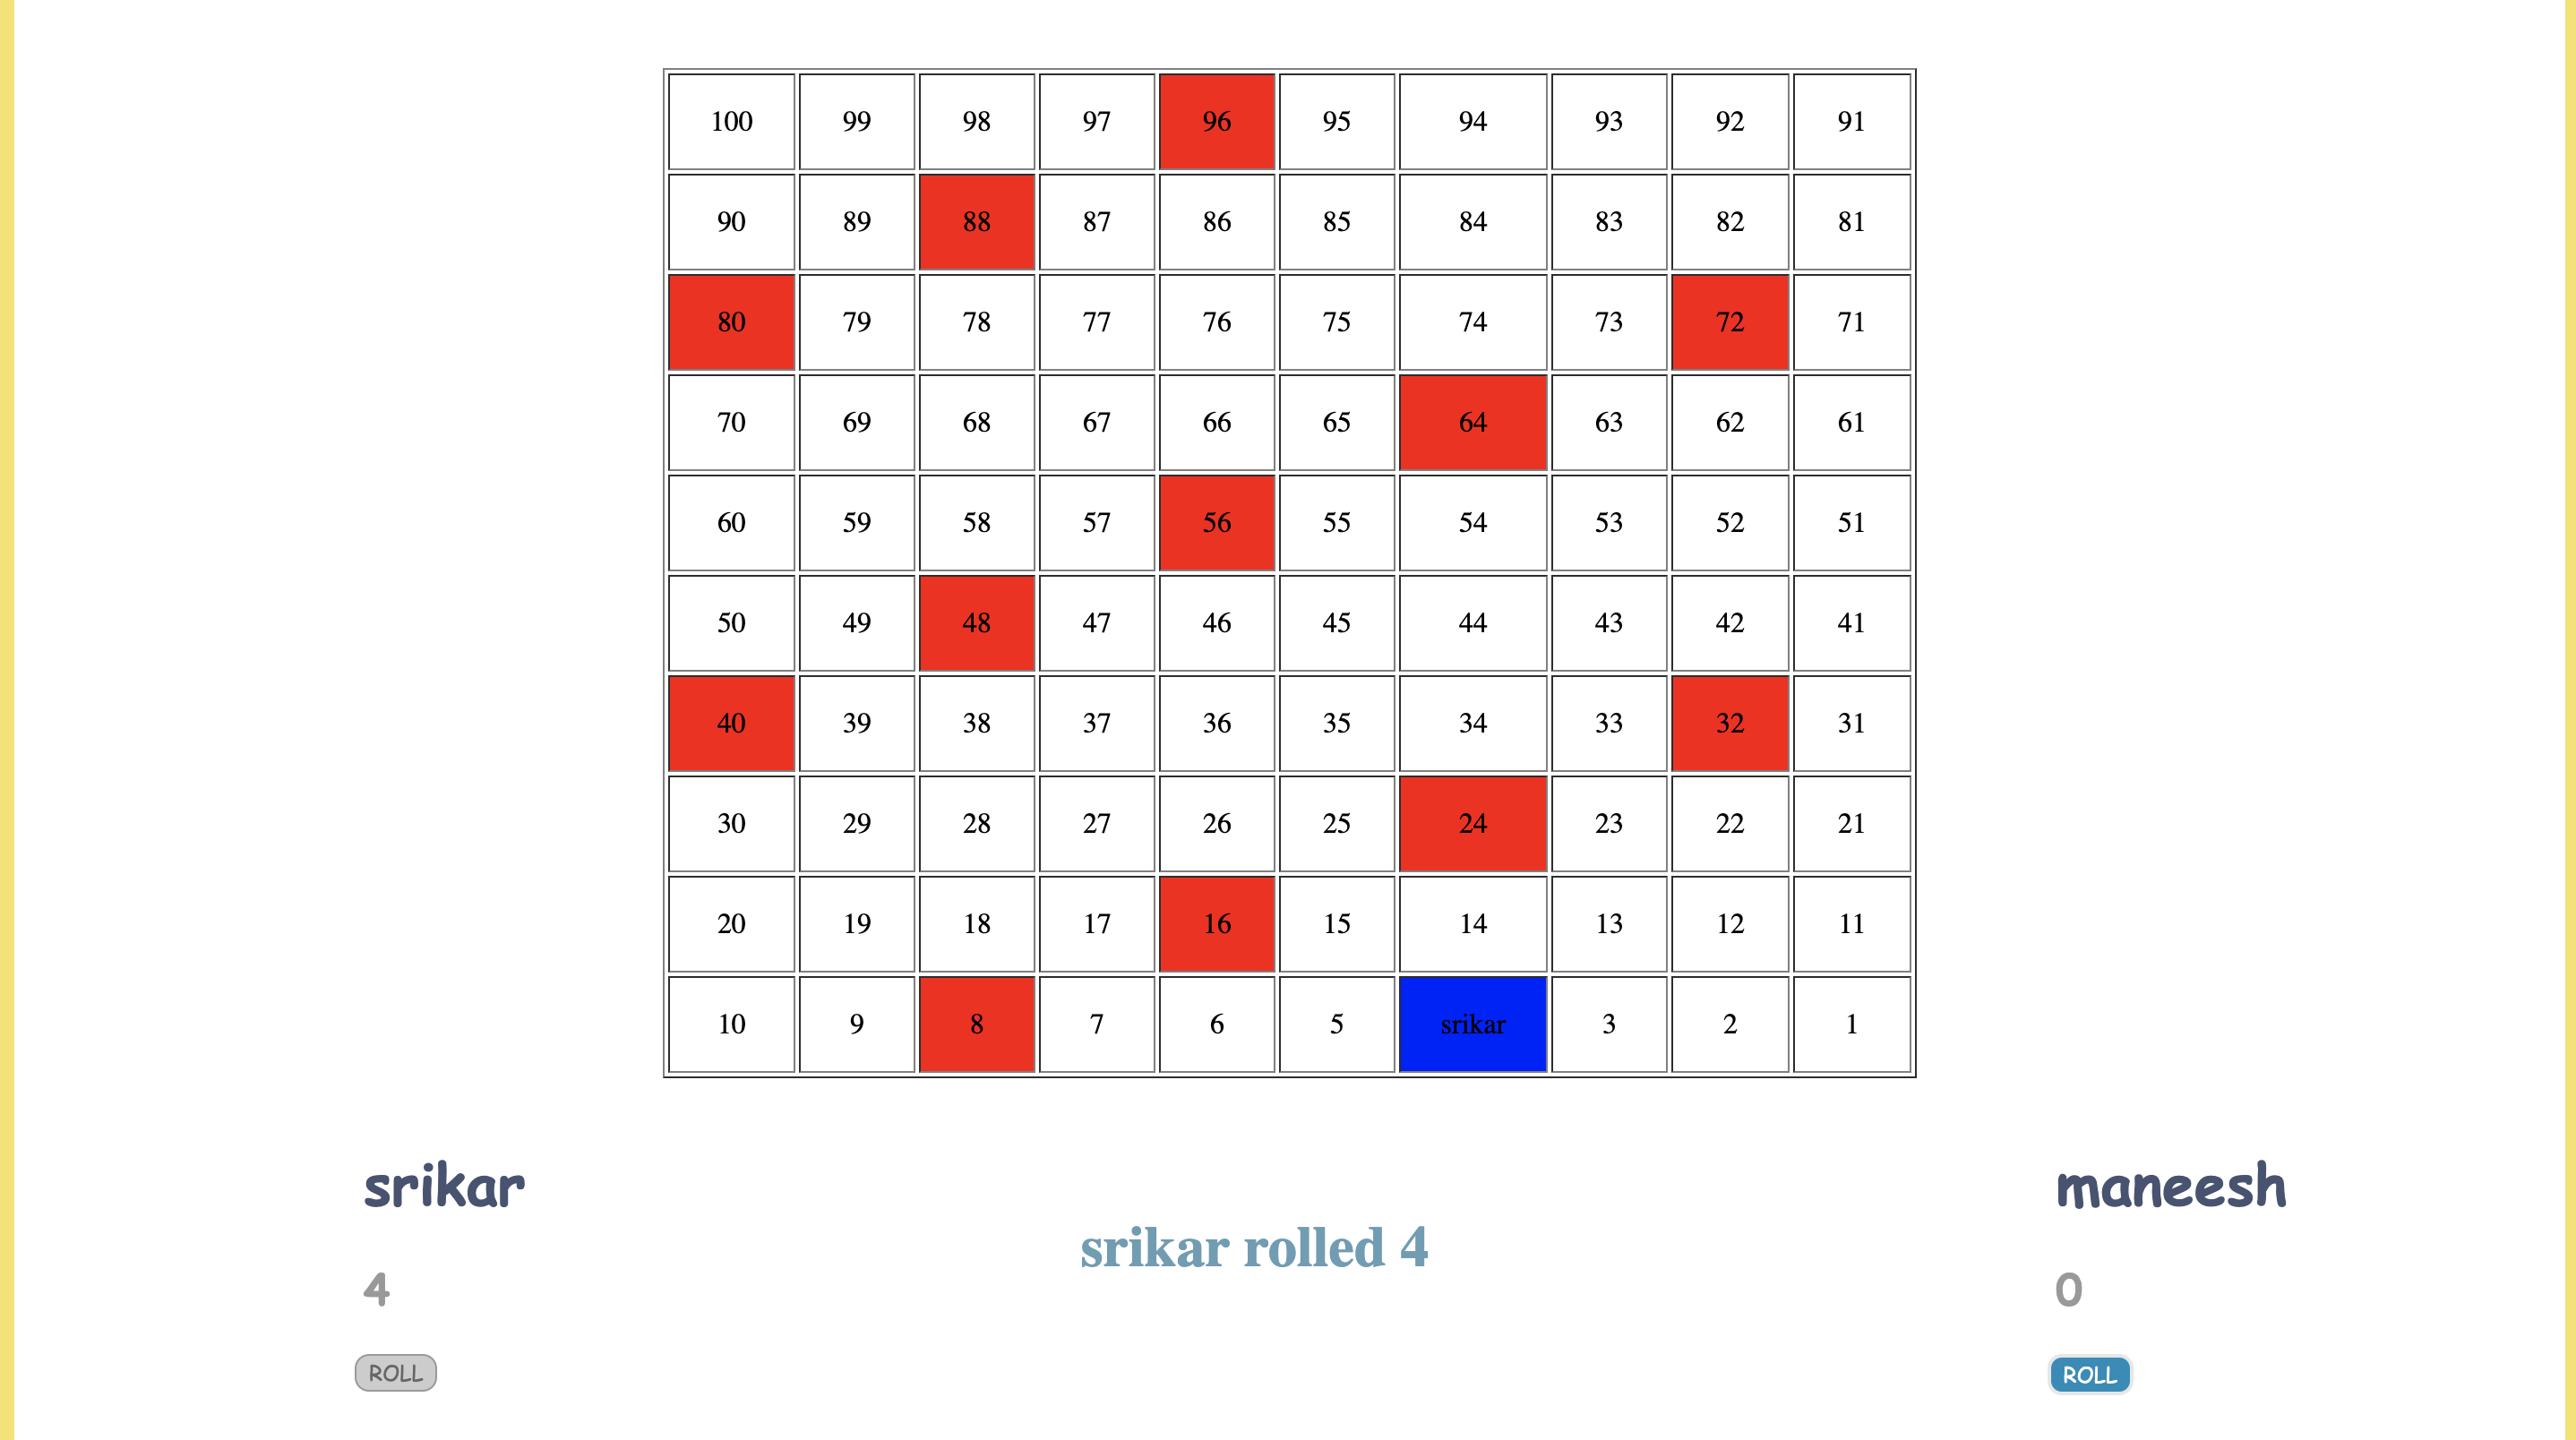 100 99 98 97 96 95 94 93 92 91
90 89 88 87 86 85 84 83 82 81
80 79 78 77 76 75 74 73 72 71
70 69 68 67 66 65 64 63 62 61
60 59 58 57 56 55 54 53 52 51
50 49 48 47 46 45 44 43 42 41
40 39 38 37 36 35 34 33 32 31
30 29 28 27 26 25 24 23 22 21
20 19 18 17 16 15 14 13 12 11
10 9 8 7 6 5 srikar 3 2 1
srikar maneesh
srikar rolled 4
4 0
ROLL ROLL